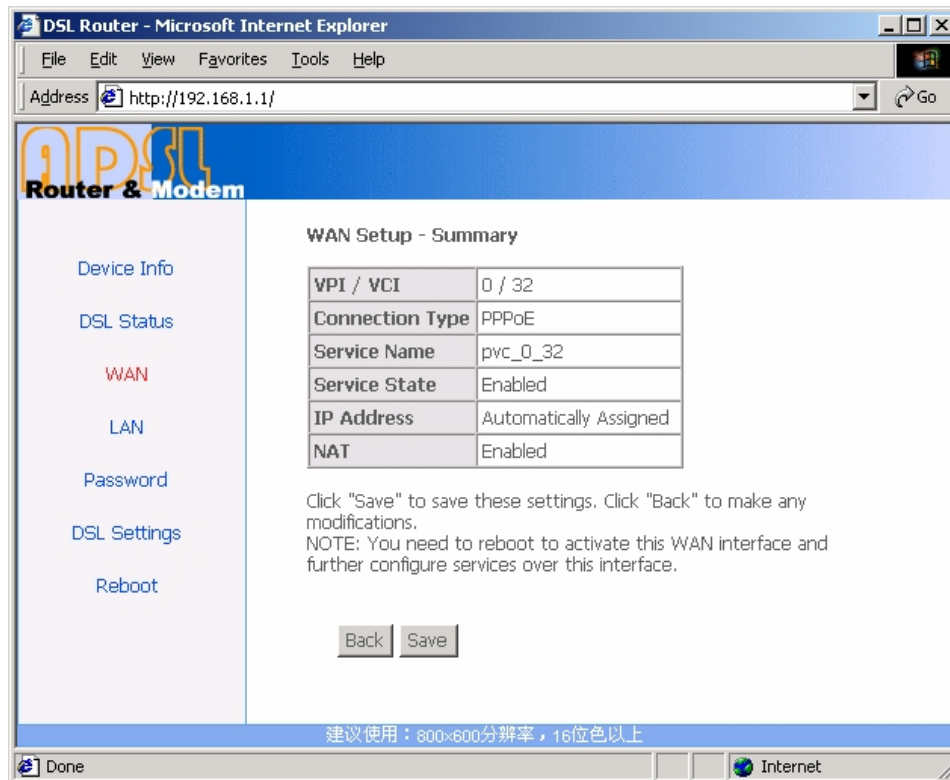 DSL Router - Microsoft Internet Explorer
File Edit View Favorites Tools Help
Address http://192.168.1.1/ Go
ADSL
Router & Modem
Device Info
DSL Status
WAN
LAN
Password
DSL Settings
Reboot
WAN Setup - Summary
VPI / VCI 0 / 32
Connection Type PPPoE
Service Name pvc_0_32
Service State Enabled
IP Address Automatically Assigned
NAT Enabled
Click "Save" to save these settings. Click "Back" to make any
modifications.
NOTE: You need to reboot to activate this WAN interface and
further configure services over this interface.
Back Save
建议使用：800×600分辨率，16位色以上
Done Internet